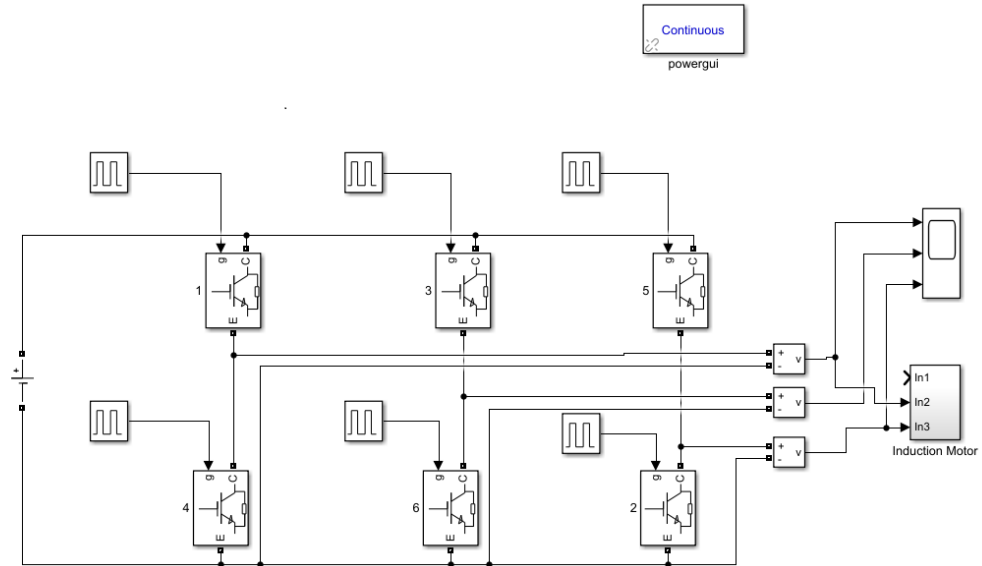 Continuous
powergui
g C
1
E
g C
3
E
g C
5
E
+
+
-
v
+
-
v
+
-
v
In1
In2
In3
Induction Motor
g C
4
E
g C
6
E
g C
2
E